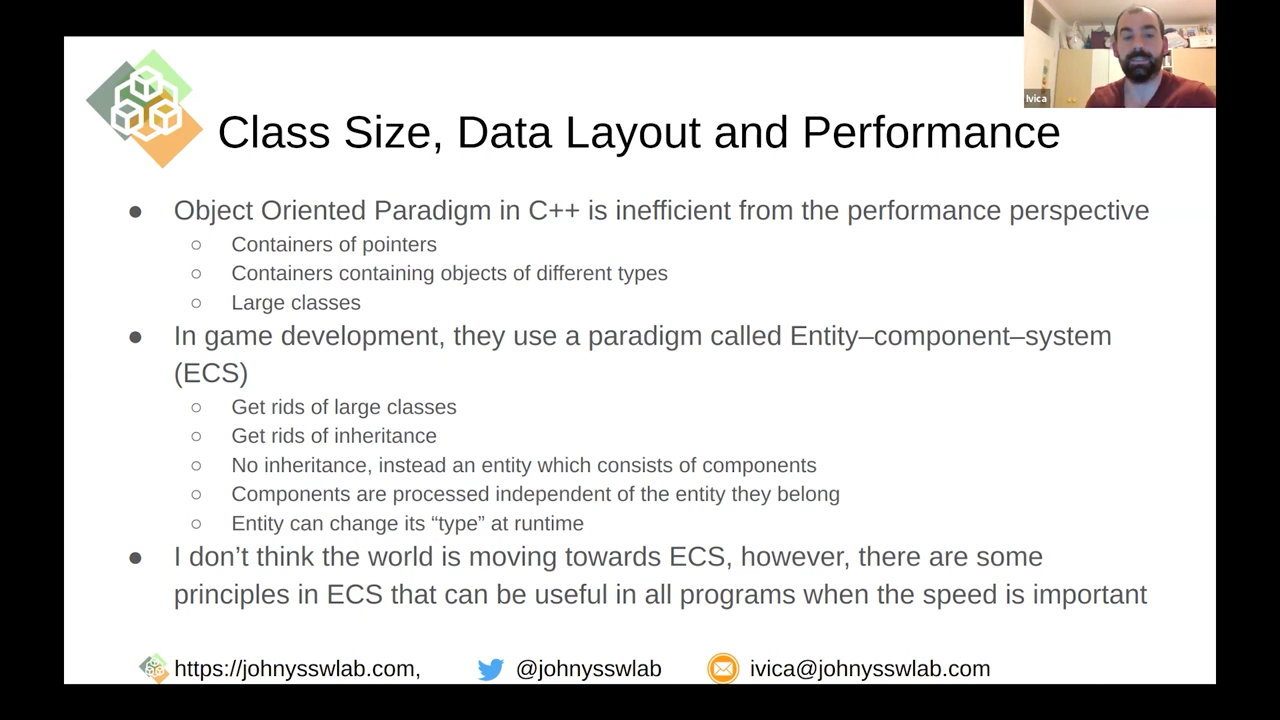 Ivica
Class Size, Data Layout and Performance
● Object Oriented Paradigm in C++ is inefficient from the performance perspective
○ Containers of pointers
○ Containers containing objects of different types
○ Large classes
● In game development, they use a paradigm called Entity–component–system
(ECS)
○ Get rids of large classes
○ Get rids of inheritance
○ No inheritance, instead an entity which consists of components
○ Components are processed independent of the entity they belong
○ Entity can change its “type” at runtime
● I don’t think the world is moving towards ECS, however, there are some
principles in ECS that can be useful in all programs when the speed is important
https://johnysswlab.com, @johnysswlab ivica@johnysswlab.com